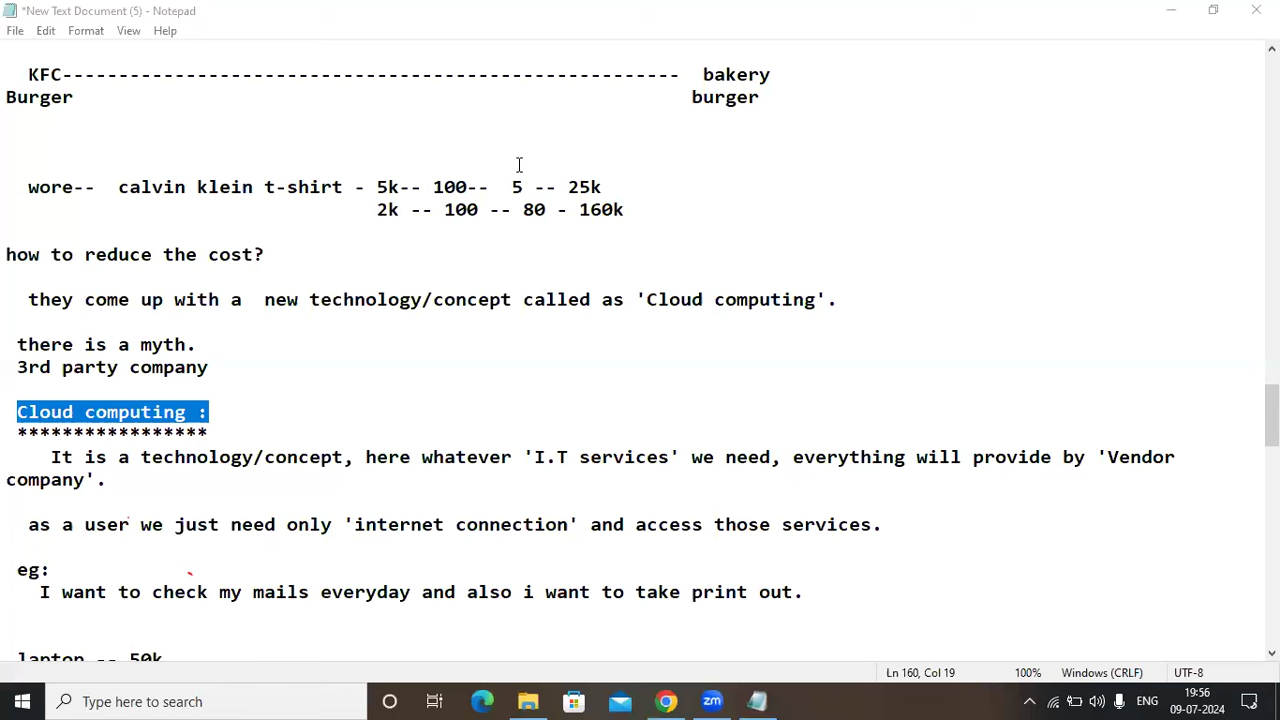 *New Text Document (5) - Notepad
File Edit Format View Help
KFC------------------------------------------------------- bakery
Burger burger
wore-- calvin klein t-shirt - 5k-- 100-- 5 -- 25k
2k -- 100 -- 80 - 160k
how to reduce the cost?
they come up with a new technology/concept called as 'Cloud computing'.
there is a myth.
3rd party company
Cloud computing :
*****************
It is a technology/concept, here whatever 'I.T services' we need, everything will provide by 'Vendor
company'.
as a user we just need only 'internet connection' and access those services.
eg:
I want to check my mails everyday and also i want to take print out.
laptop -- 50k
Ln 160, Col 19 100% Windows (CRLF) UTF-8
Type here to search
zm
ENG
19:56
09-07-2024